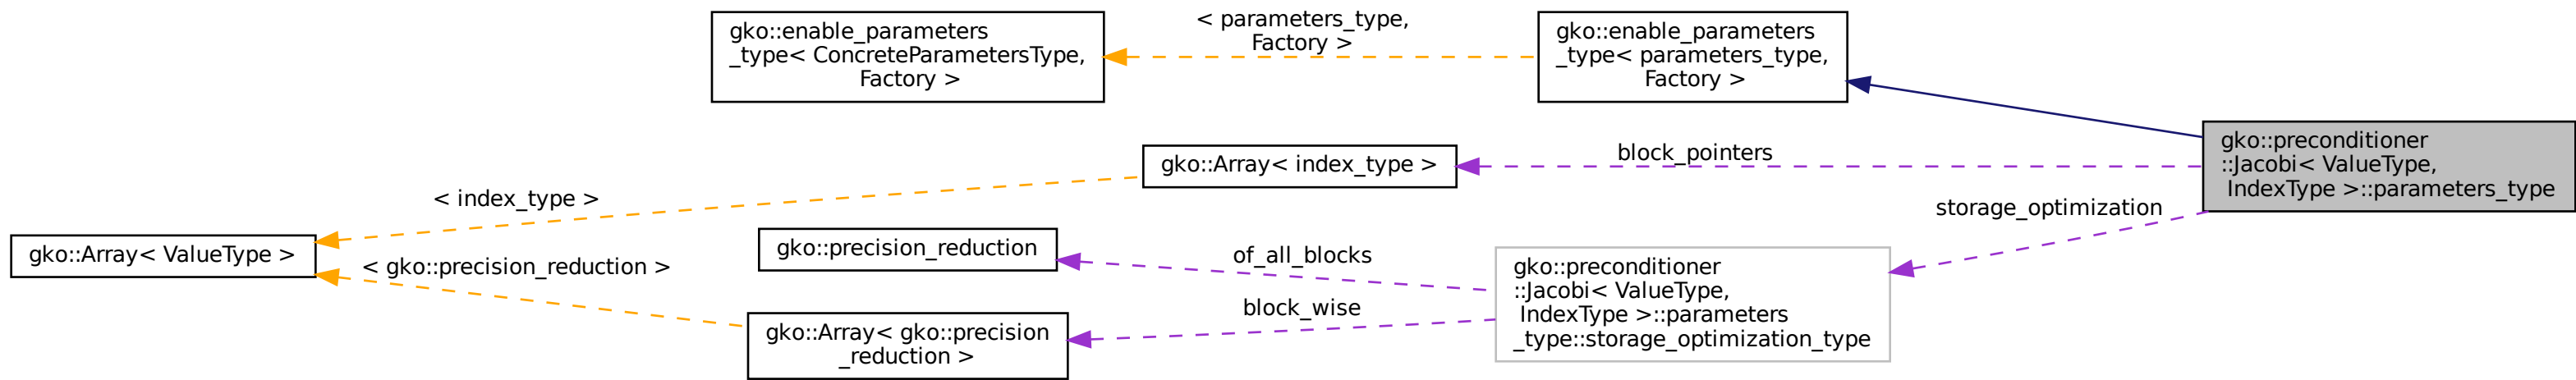 gko::enable_parameters
_type< ConcreteParametersType,
Factory >
< parameters_type,
Factory >
gko::enable_parameters
_type< parameters_type,
Factory >
gko::preconditioner
::Jacobi< ValueType,
IndexType >::parameters_type
block_pointers
gko::Array< index_type >
< index_type >
storage_optimization
gko::Array< ValueType >
gko::precision_reduction
of_all_blocks
< gko::precision_reduction >
gko::preconditioner
::Jacobi< ValueType,
IndexType >::parameters
_type::storage_optimization_type
block_wise
gko::Array< gko::precision
_reduction >